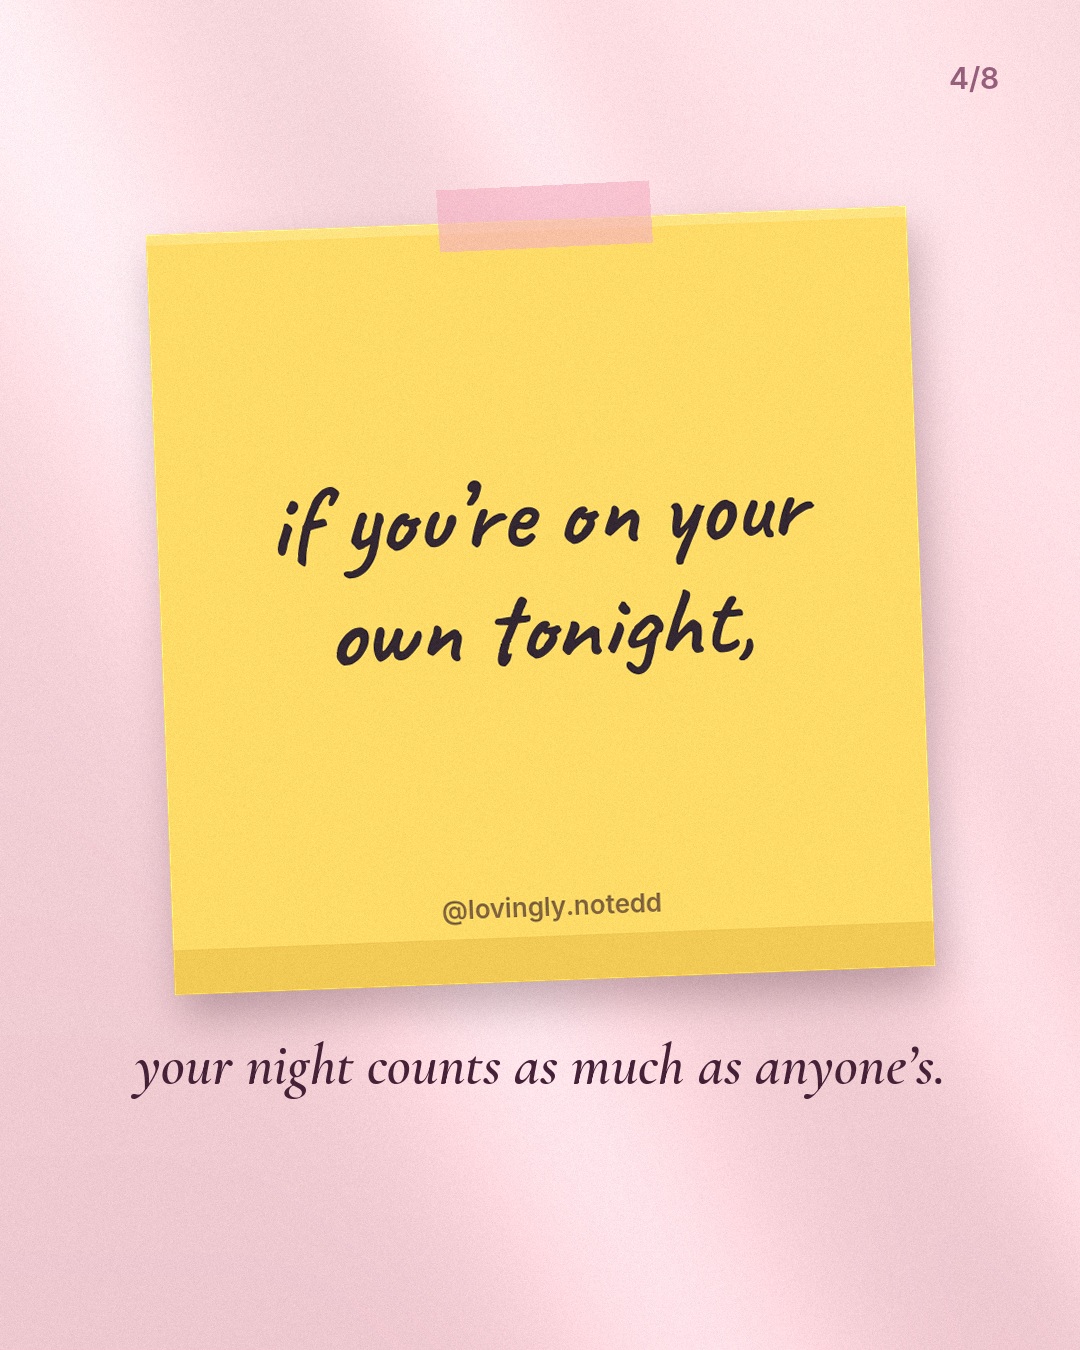 4/8
if you’re on your
own tonight,
@lovingly.notedd
your night counts as much as anyone’s.